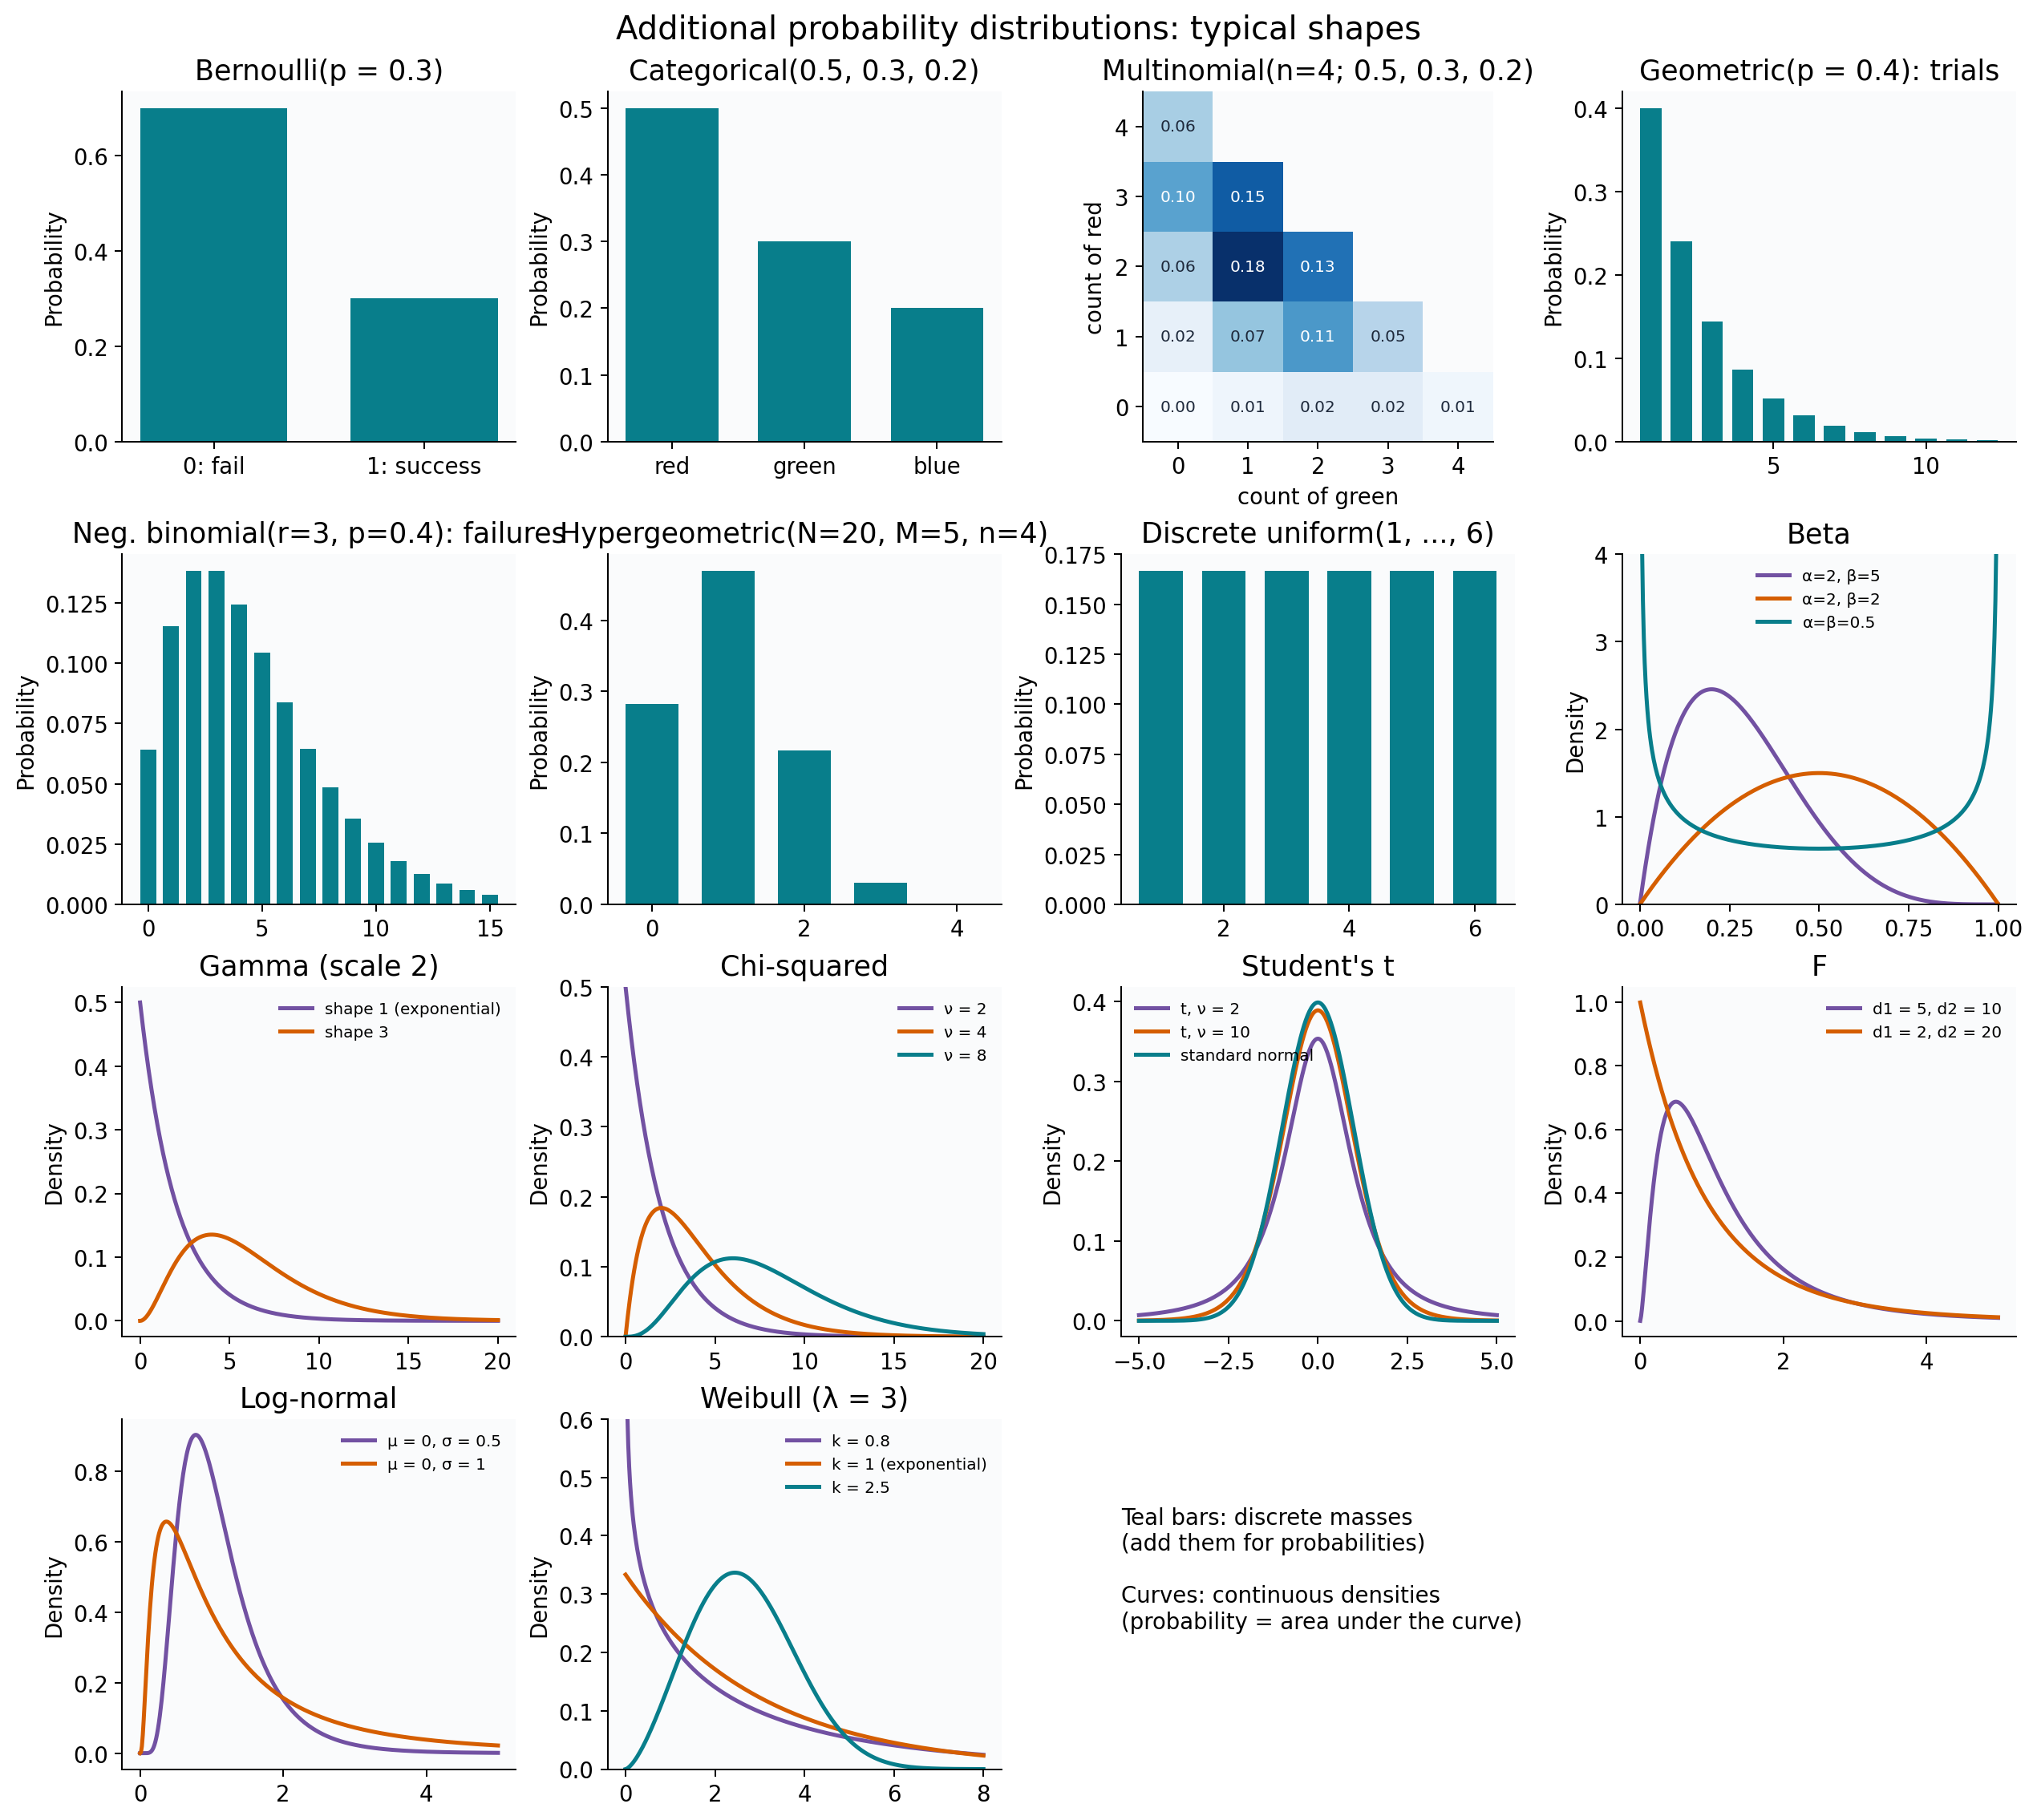 Additional probability distributions: typical shapes
Bernoulli(p = 0.3)
Probability
0.6
0.4
0.2
0.0
0: fail 1: success
Categorical(0.5, 0.3, 0.2)
Probability
0.5
0.4
0.3
0.2
0.1
0.0
red green blue
Multinomial(n=4; 0.5, 0.3, 0.2)
count of red
4 0.06
3 0.10 0.15
2 0.06 0.18 0.13
1 0.02 0.07 0.11 0.05
0 0.00 0.01 0.02 0.02 0.01
0 1 2 3 4
count of green
Geometric(p = 0.4): trials
Probability
0.4
0.3
0.2
0.1
0.0
5 10
Neg. binomial(r=3, p=0.4): failures
Probability
0.125
0.100
0.075
0.050
0.025
0.000
0 5 10 15
Hypergeometric(N=20, M=5, n=4)
Probability
0.4
0.3
0.2
0.1
0.0
0 2 4
Discrete uniform(1, ..., 6)
Probability
0.175
0.150
0.125
0.100
0.075
0.050
0.025
0.000
2 4 6
Beta
Density
4
3
2
1
0
α=2, β=5
α=2, β=2
α=β=0.5
0.00 0.25 0.50 0.75 1.00
Gamma (scale 2)
Density
0.5
0.4
0.3
0.2
0.1
0.0
shape 1 (exponential)
shape 3
0 5 10 15 20
Chi-squared
Density
0.5
0.4
0.3
0.2
0.1
0.0
ν = 2
ν = 4
ν = 8
0 5 10 15 20
Student's t
Density
0.4
0.3
0.2
0.1
0.0
t, ν = 2
t, ν = 10
standard normal
−5.0 −2.5 0.0 2.5 5.0
F
Density
1.0
0.8
0.6
0.4
0.2
0.0
d1 = 5, d2 = 10
d1 = 2, d2 = 20
0 2 4
Log-normal
Density
0.8
0.6
0.4
0.2
0.0
μ = 0, σ = 0.5
μ = 0, σ = 1
0 2 4
Weibull (λ = 3)
Density
0.6
0.5
0.4
0.3
0.2
0.1
0.0
k = 0.8
k = 1 (exponential)
k = 2.5
0 2 4 6 8
Teal bars: discrete masses
(add them for probabilities)
Curves: continuous densities
(probability = area under the curve)